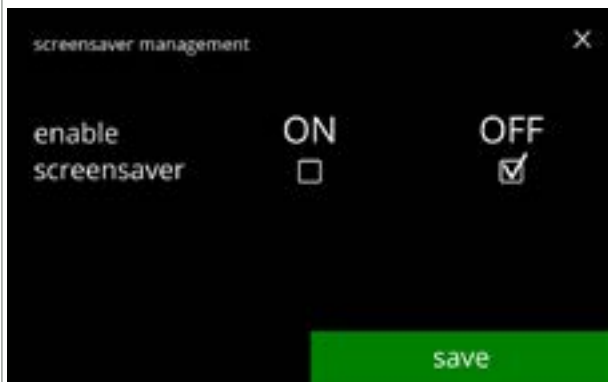 screensaver management
enable screensaver
ON
OFF
save